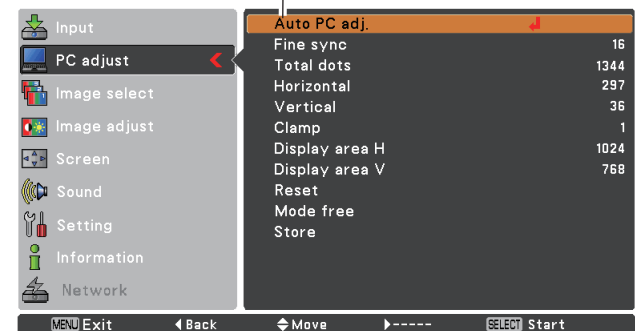 Input
PC adjust
Image select
Image adjust
Screen
Sound
Setting
Information
Network
Auto PC adj.
Fine sync 16
Total dots 1344
Horizontal 297
Vertical 36
Clamp 1
Display area H 1024
Display area V 768
Reset
Mode free
Store
MENU Exit Back Move ----- SELECT Start